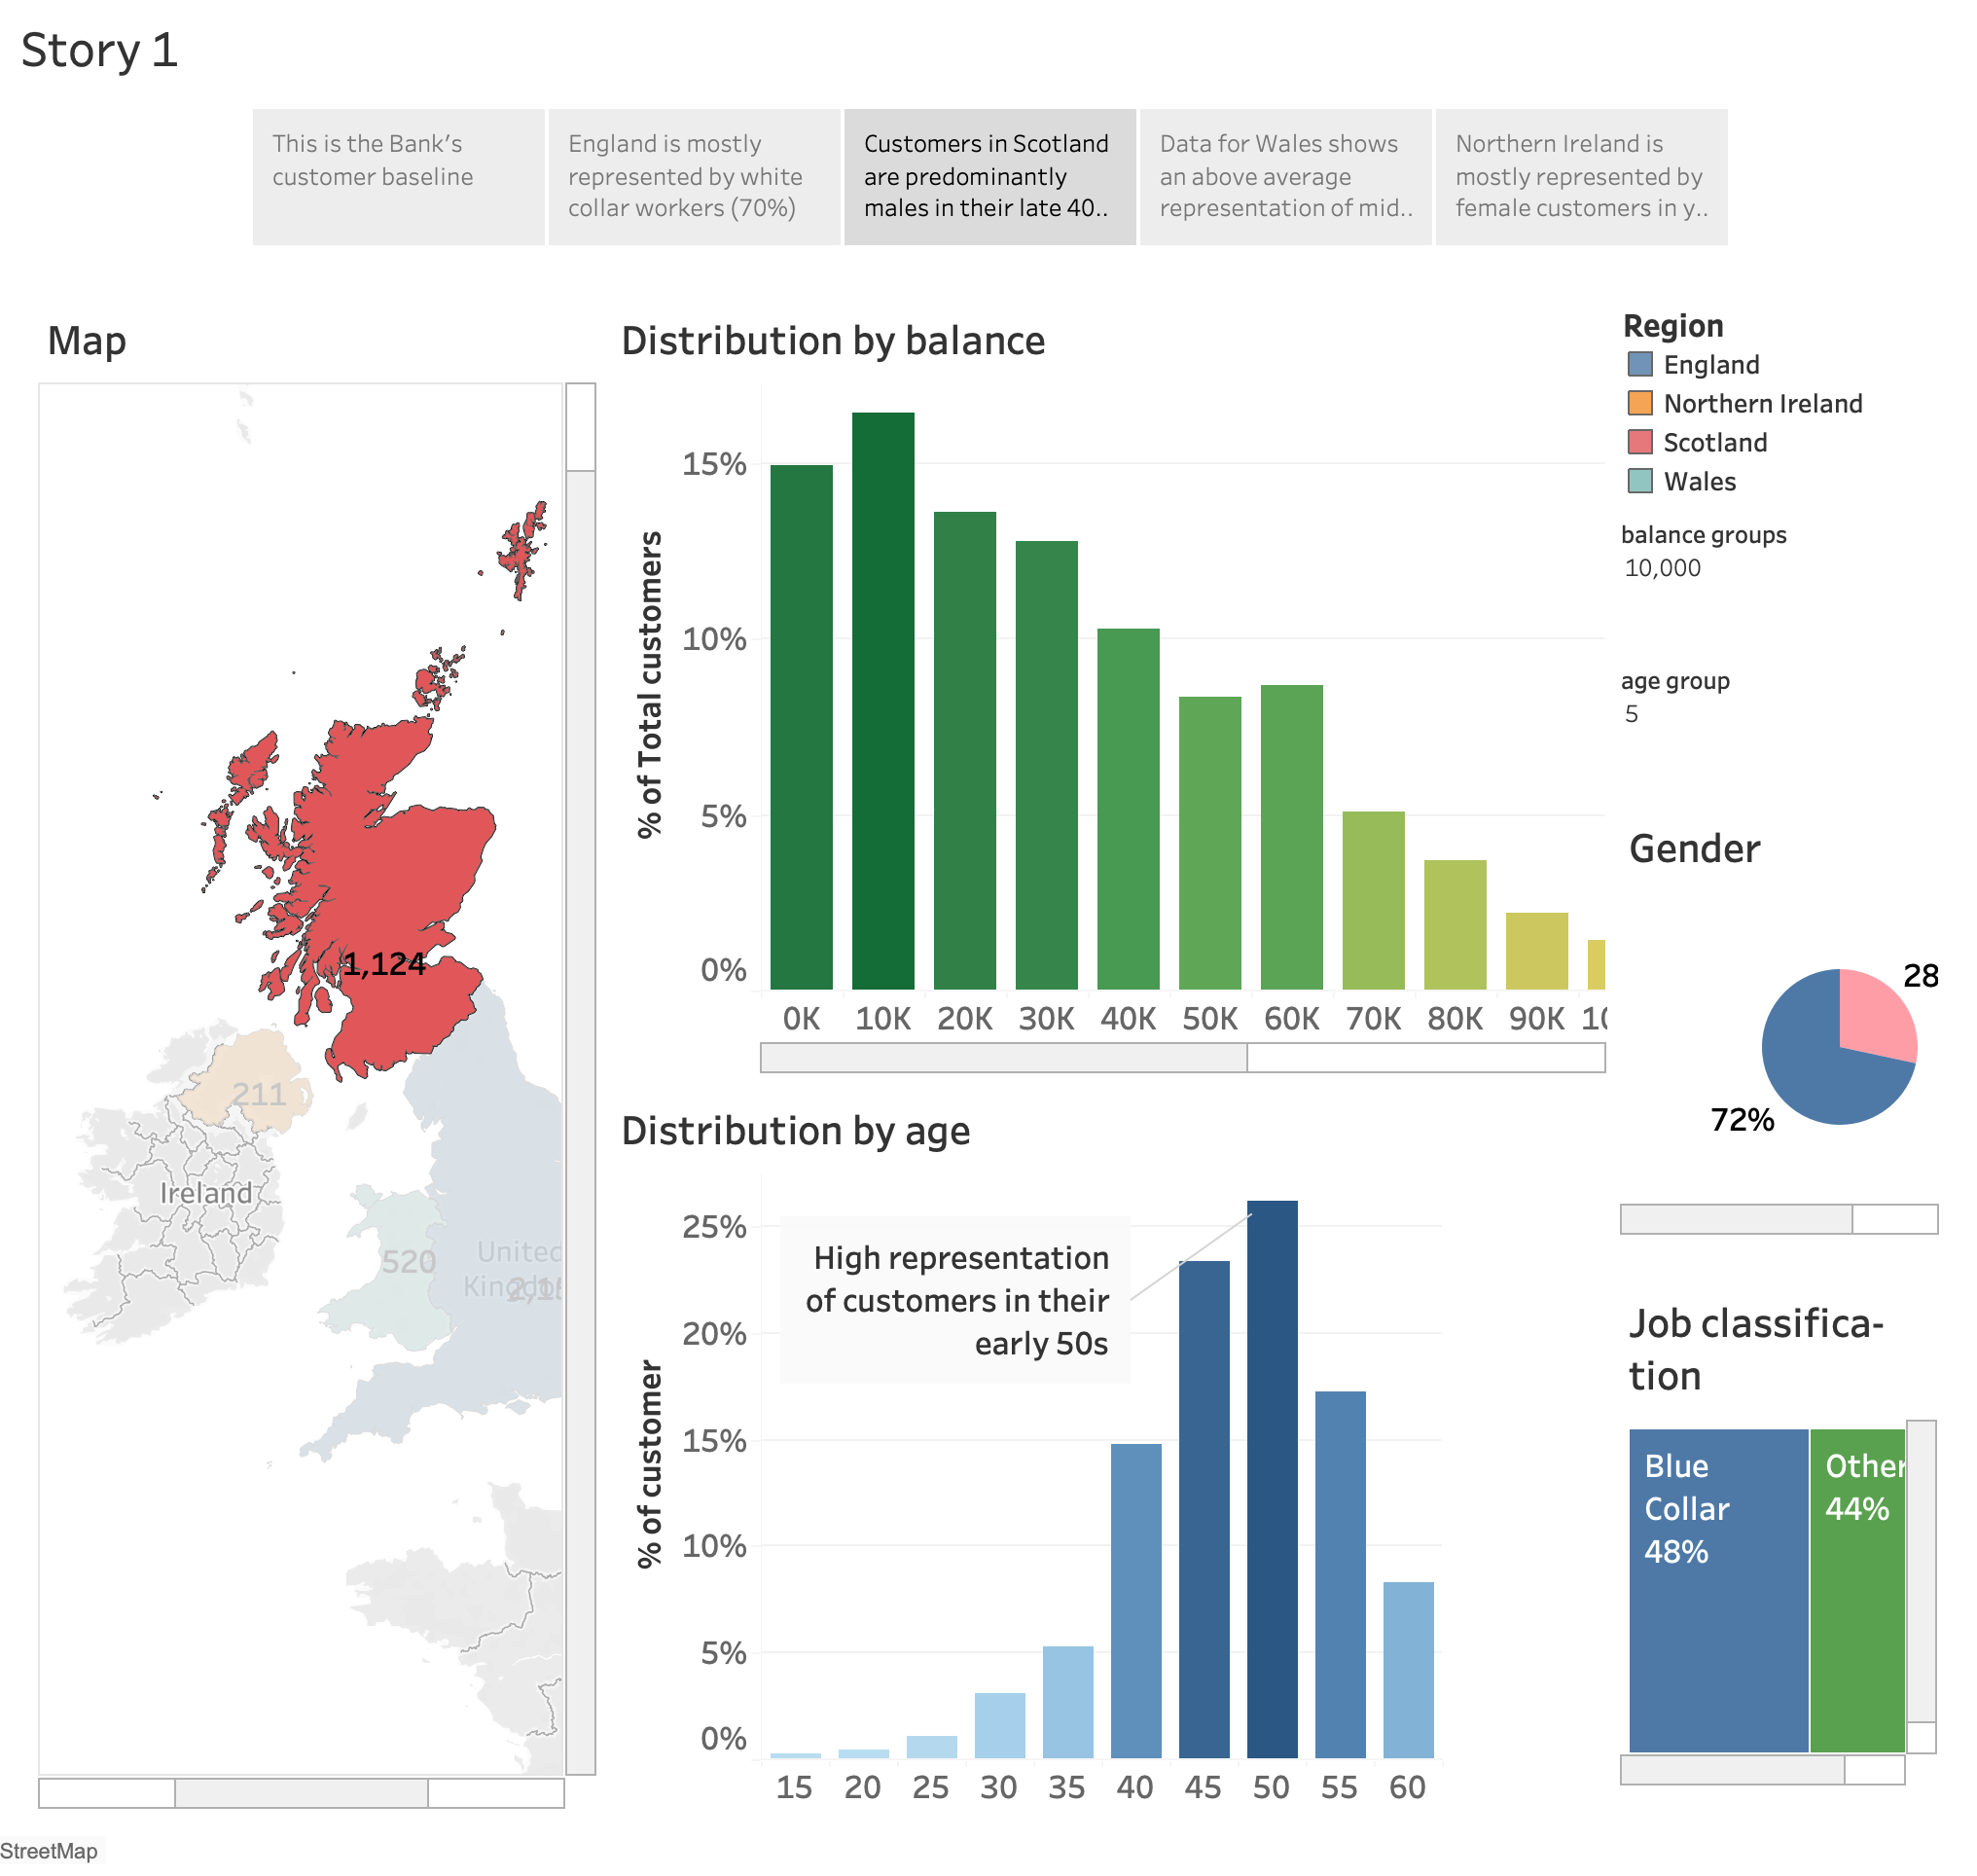 Story 1
This is the Bank's
customer baseline
England is mostly
represented by white
collar workers (70%)
Customers in Scotland
are predominantly
males in their late 40..
Data for Wales shows
an above average
representation of mid..
Northern Ireland is
mostly represented by
female customers in y..
Map
1,124
211
Ireland
520
United
Distribution by balance
% of Total customers
15%
10%
5%
0%
0K 10K 20K 30K 40K 50K 60K 70K 80K 90K
Distribution by age
% of customer
25%
20%
15%
10%
5%
0%
High representation
of customers in their
early 50s
15 20 25 30 35 40 45 50 55 60
Region
England
Northern Ireland
Scotland
Wales
balance groups
10,000
age group
5
Gender
28
72%
Job classifica-
tion
Blue
Collar
48%
Other
44%
StreetMap